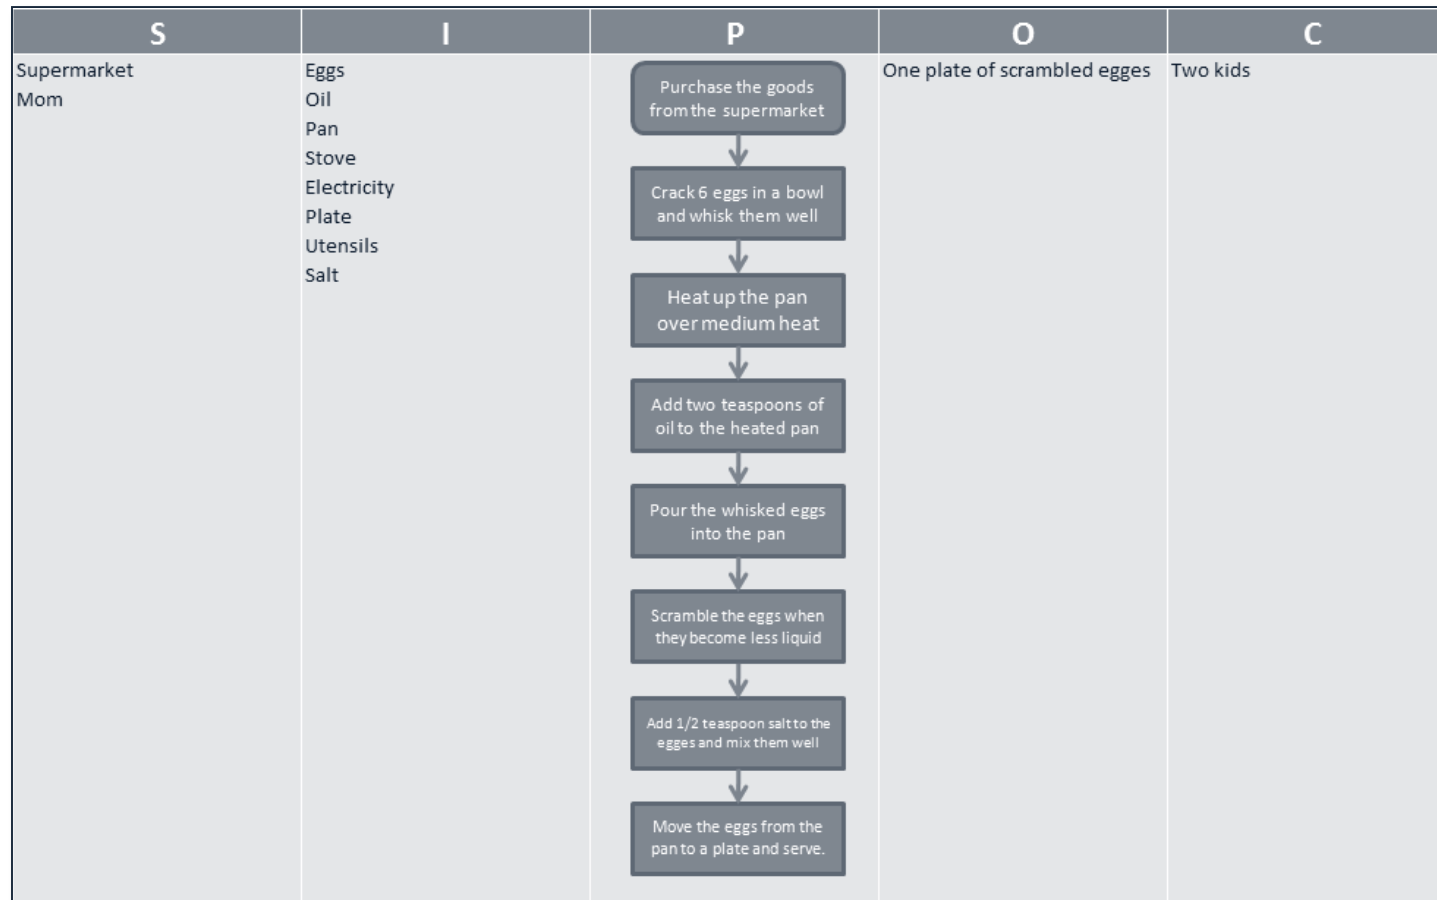 S
I
P
O
C
Supermarket
Mom
Eggs
Oil
Pan
Stove
Electricity
Plate
Utensils
Salt
Purchase the goods
from the supermarket
Crack 6 eggs in a bowl
and whisk them well
Heat up the pan
over medium heat
Add two teaspoons of
oil to the heated pan
Pour the whisked eggs
into the pan
Scramble the eggs when
they become less liquid
Add 1/2 teaspoon salt to the
egges and mix them well
Move the eggs from the
pan to a plate and serve.
One plate of scrambled egges
Two kids